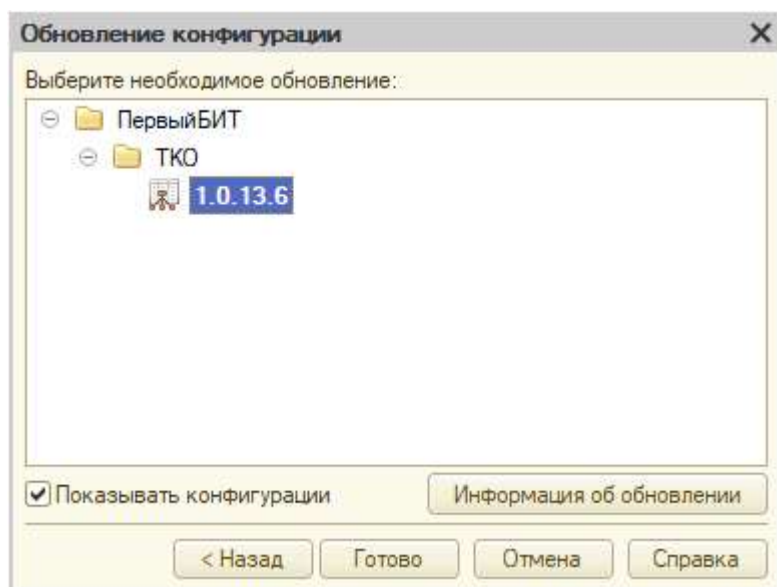 Обновление конфигурации
Выберите необходимое обновление:
ПервыйБИТ
ТКО
1.0.13.6
Показывать конфигурации
Информация об обновлении
< Назад
Готово
Отмена
Справка